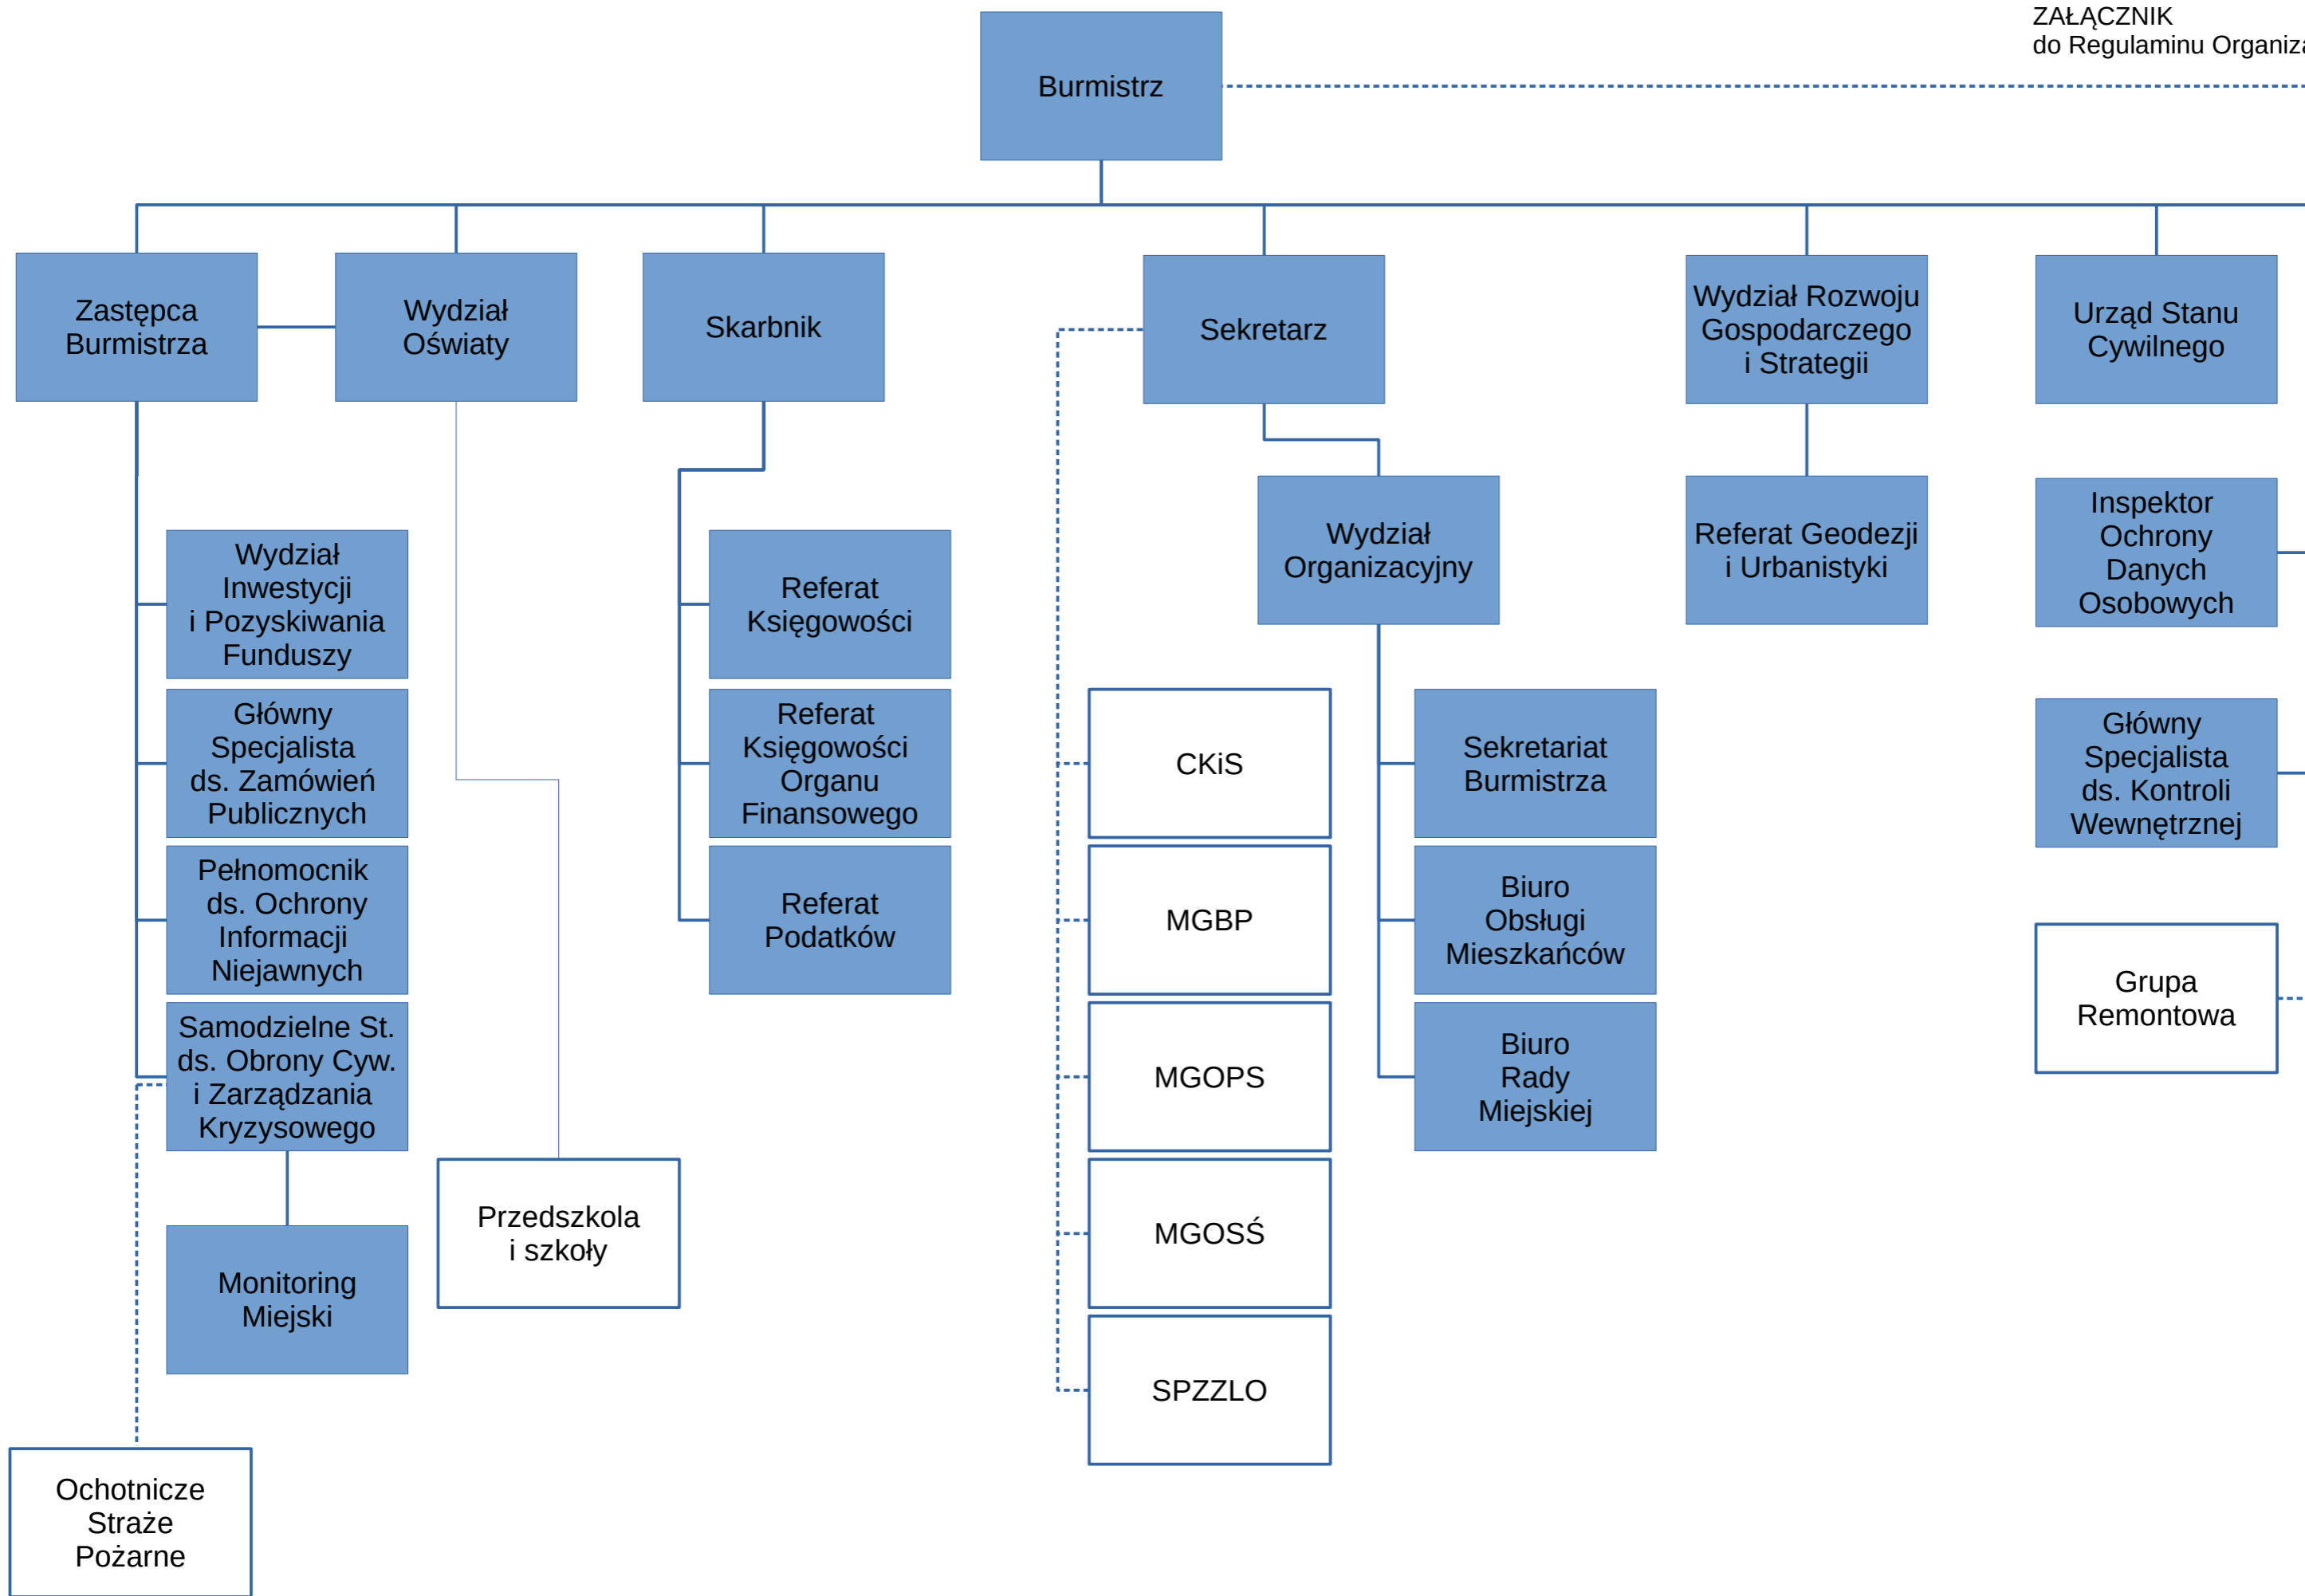 ZAŁĄCZNIK
do Regulaminu Organiza
Burmistrz
Zastępca
Burmistrza
Wydział
Oświaty
Skarbnik
Sekretarz
Wydział Rozwoju
Gospodarczego
i Strategii
Urząd Stanu
Cywilnego
Wydział
Inwestycji
i Pozyskiwania
Funduszy
Główny
Specjalista
ds. Zamówień
Publicznych
Pełnomocnik
ds. Ochrony
Informacji
Niejawnych
Samodzielne St.
ds. Obrony Cyw.
i Zarządzania
Kryzysowego
Monitoring
Miejski
Ochotnicze
Straże
Pożarne
Przedszkola
i szkoły
Referat
Księgowości
Referat
Księgowości
Organu
Finansowego
Referat
Podatków
Wydział
Organizacyjny
CKiS
MGBP
MGOPS
MGOSŚ
SPZZLO
Sekretariat
Burmistrza
Biuro
Obsługi
Mieszkańców
Biuro
Rady
Miejskiej
Referat Geodezji
i Urbanistyki
Inspektor
Ochrony
Danych
Osobowych
Główny
Specjalista
ds. Kontroli
Wewnętrznej
Grupa
Remontowa